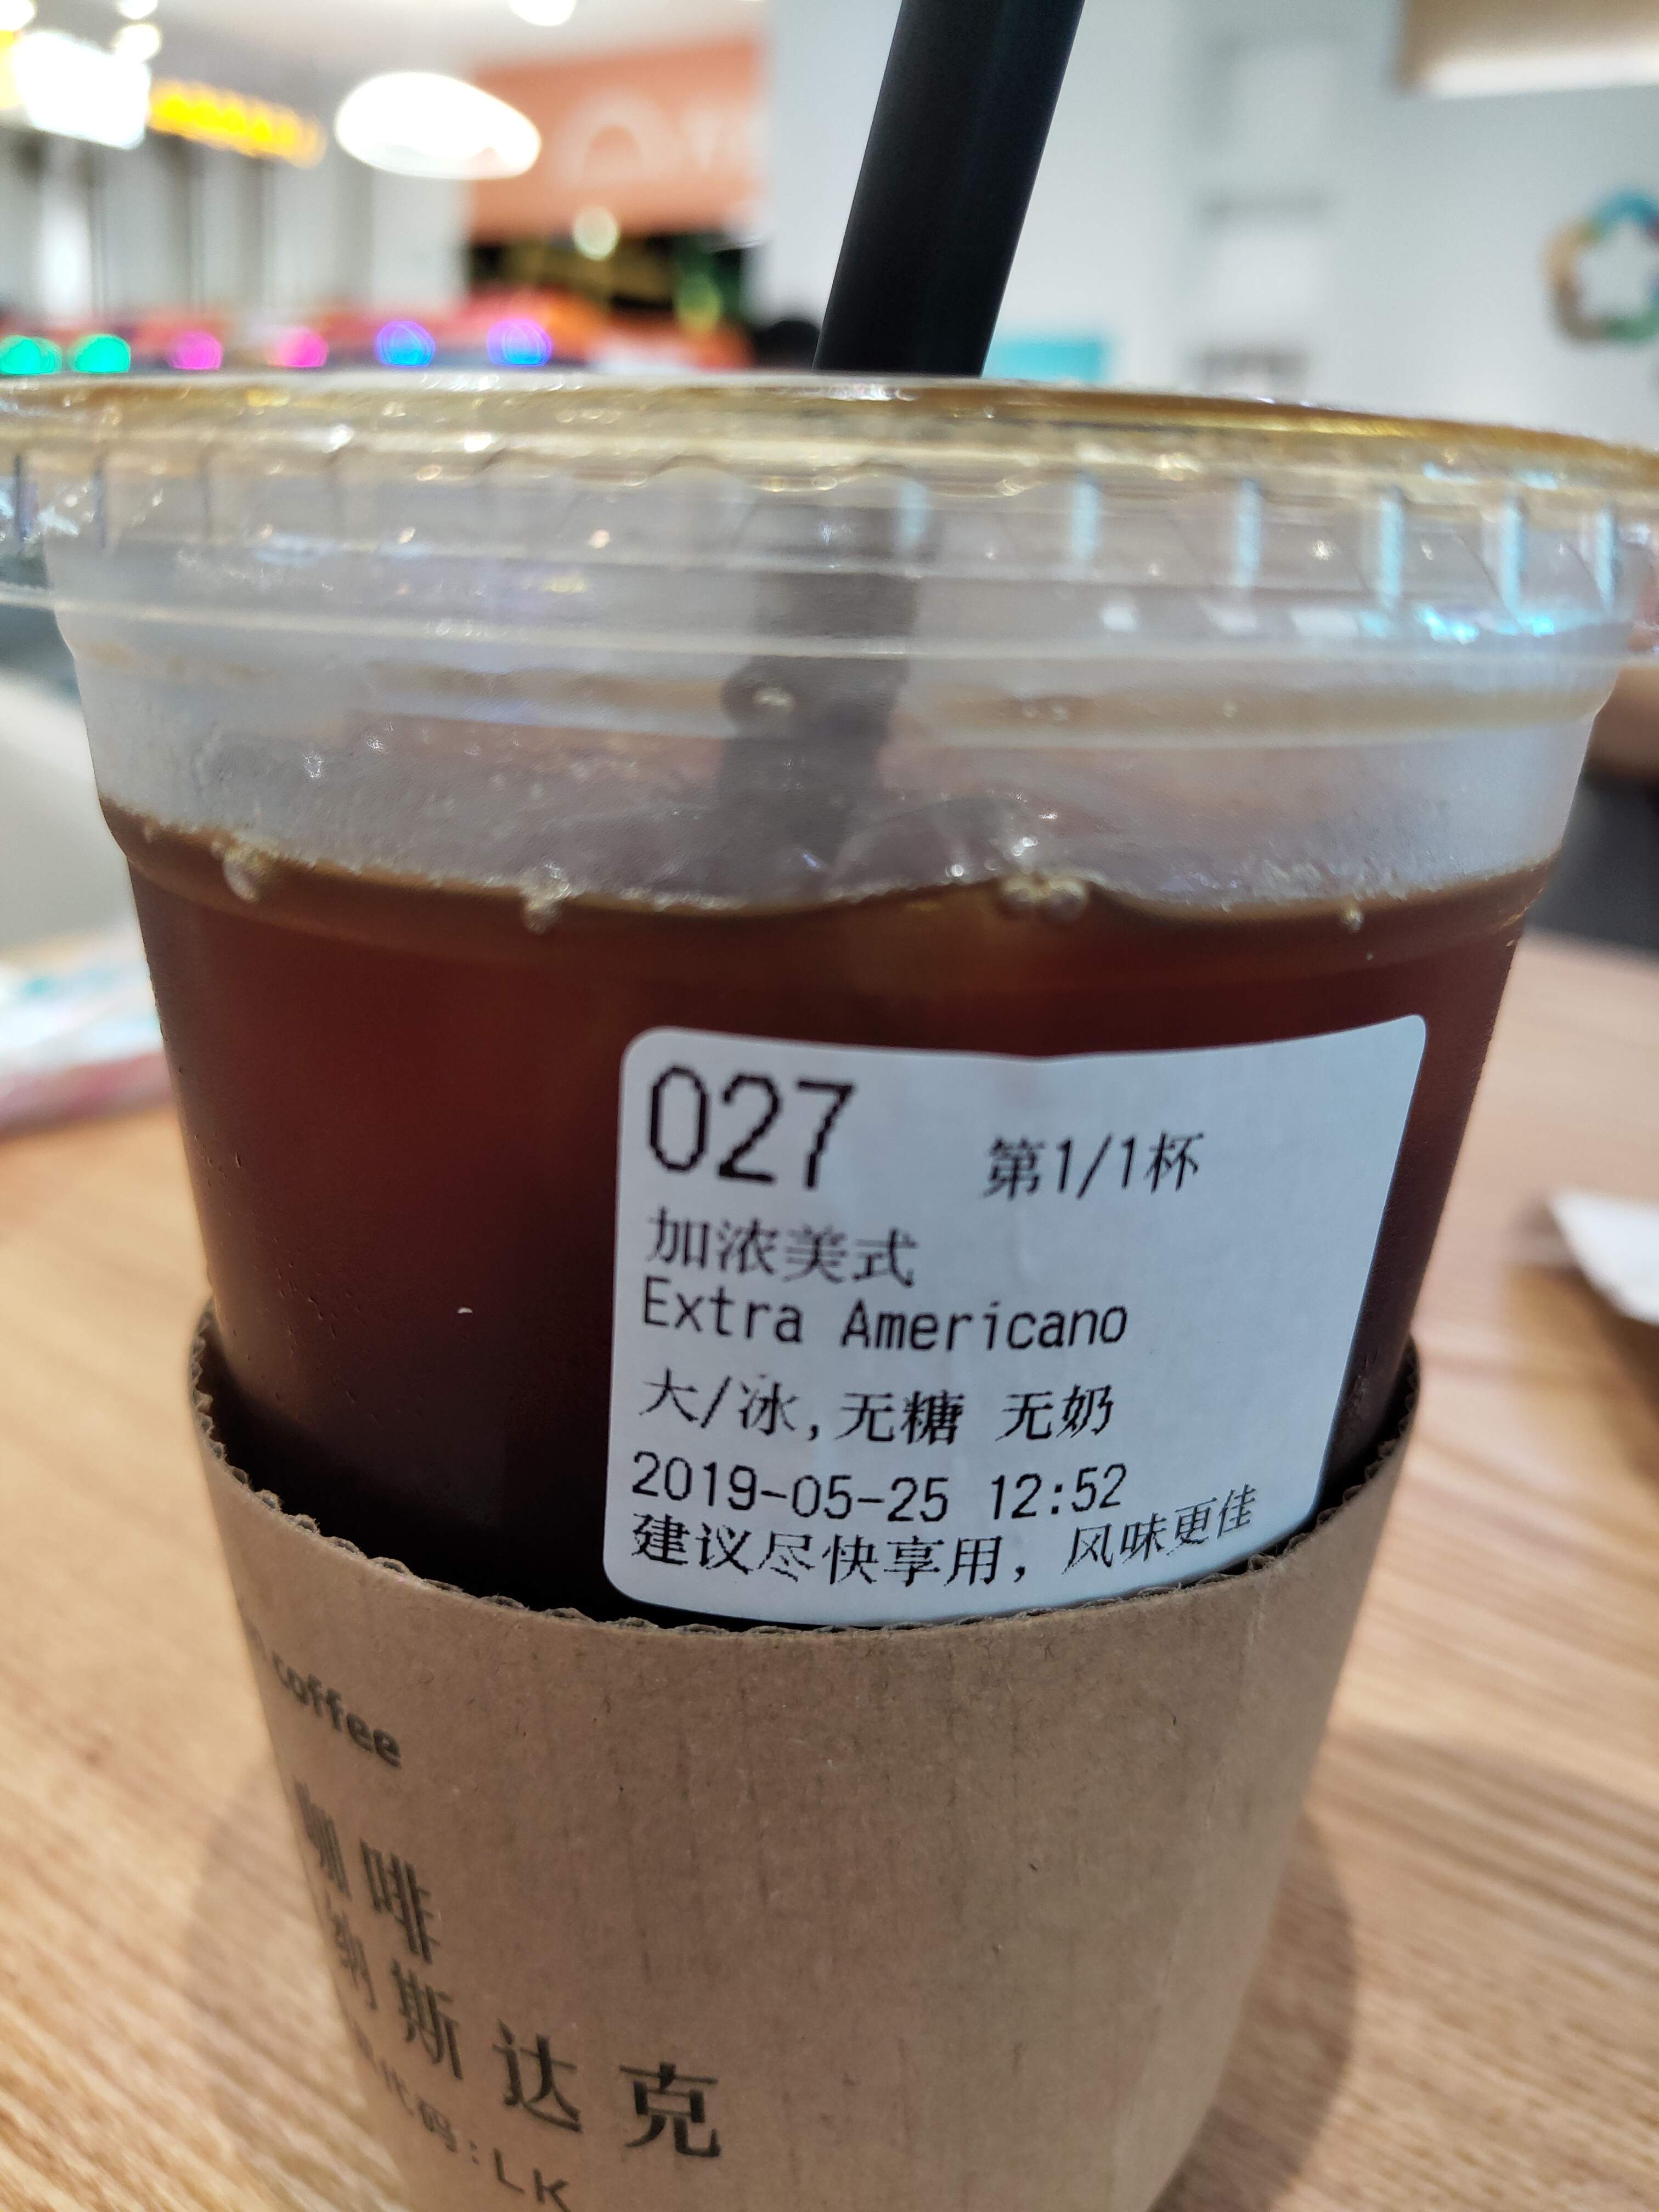 027 第1/1杯
加浓美式
Extra Americano
大/冰,无糖 无奶
2019-05-25 12:52
建议尽快享用，风味更佳
coffee
咖啡
纳斯达克
代码:LK